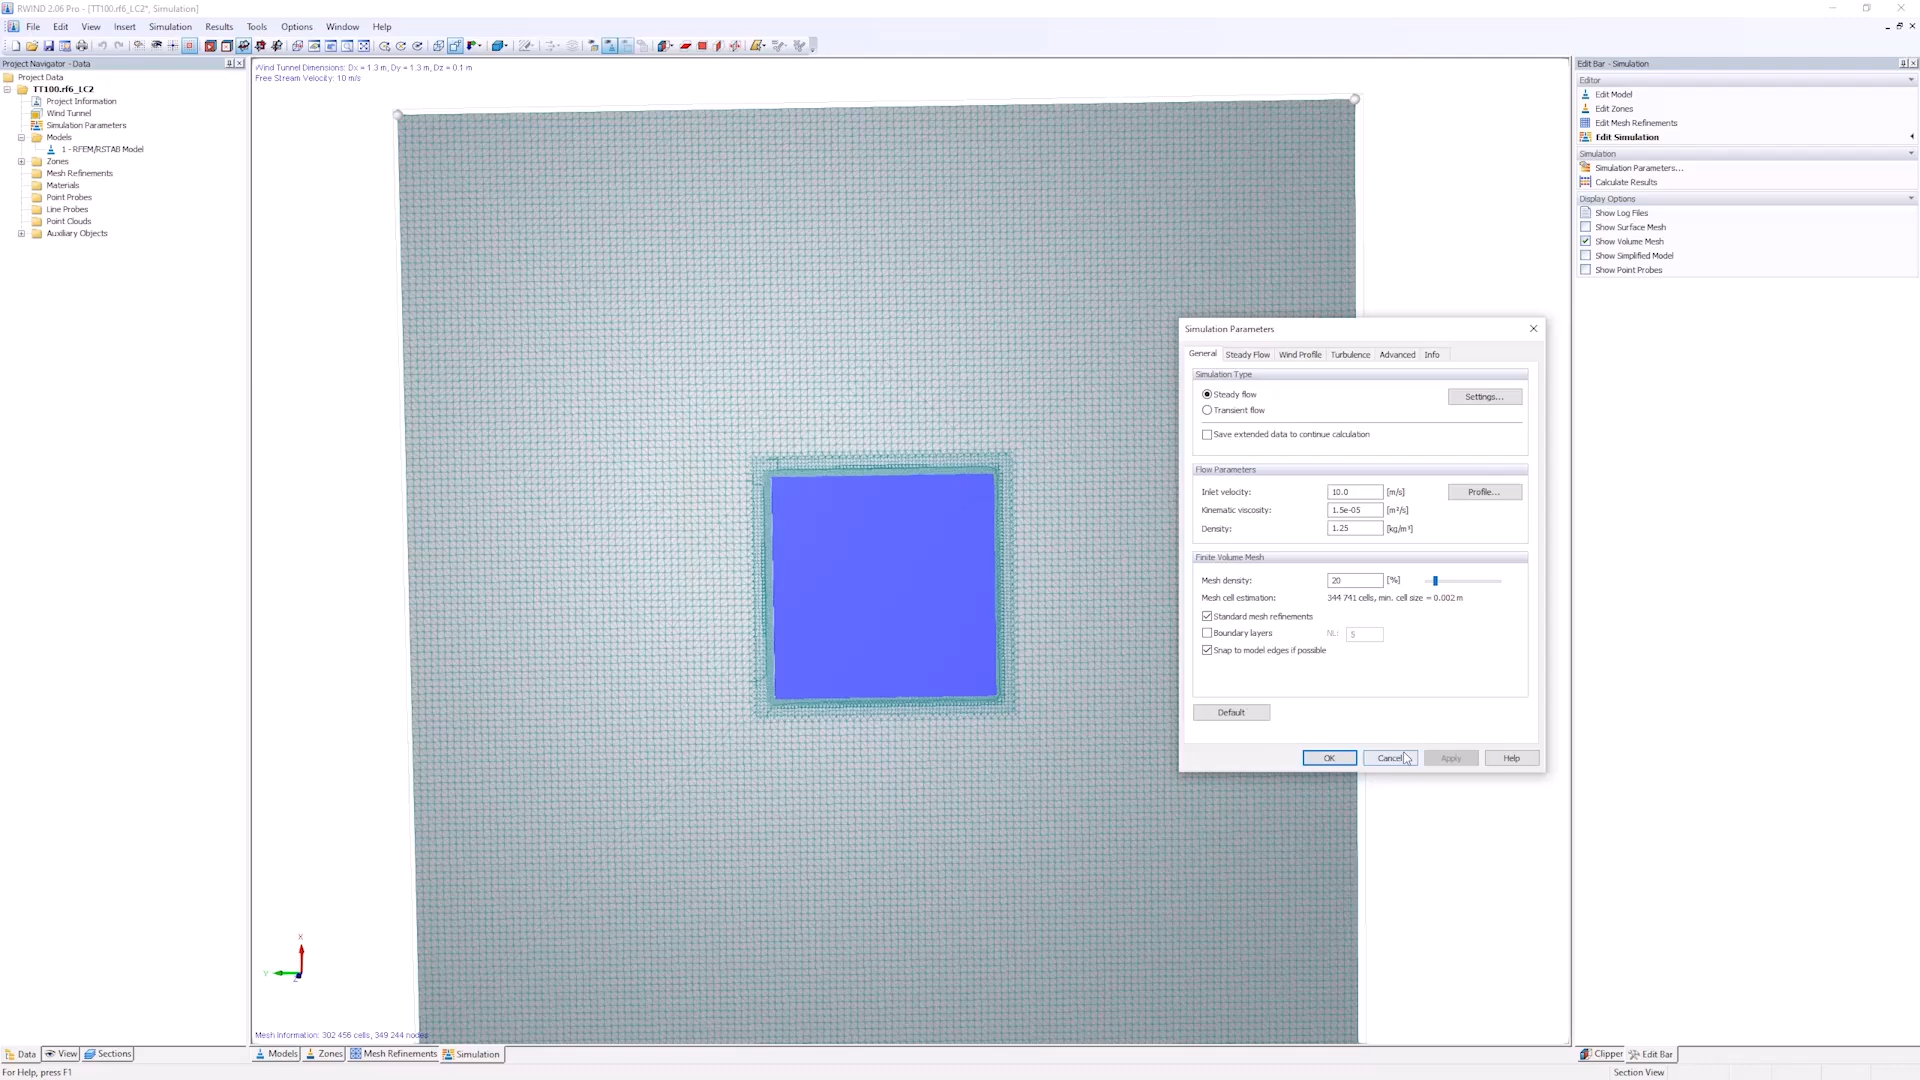 RWIND 2.06 Pro - [TT100.rf6_LC2*, Simulation]
File Edit View Insert Simulation Results Tools Options Window Help
Project Navigator - Data
Project Data
TT100.rf6_LC2
Project Information
Wind Tunnel
Simulation Parameters
Models
1 - RFEM/RSTAB Model
Zones
Mesh Refinements
Materials
Point Probes
Line Probes
Point Clouds
Auxiliary Objects
Wind Tunnel Dimensions: Dx = 1.3 m, Dy = 1.3 m, Dz = 0.1 m
Free Stream Velocity: 10 m/s
X
Y
Z
Mesh Information: 302 456 cells, 349 244 nodes
Simulation Parameters
General Steady Flow Wind Profile Turbulence Advanced Info
Simulation Type
Steady flow
Settings...
Transient flow
Save extended data to continue calculation
Flow Parameters
Inlet velocity: 10.0 [m/s] Profile...
Kinematic viscosity: 1.5e-05 [m²/s]
Density: 1.25 [kg/m³]
Finite Volume Mesh
Mesh density: 20 [%]
Mesh cell estimation: 344 741 cells, min. cell size = 0.002 m
Standard mesh refinements
Boundary layers NL: 5
Snap to model edges if possible
Default
OK Cancel Apply Help
Edit Bar - Simulation
Editor
Edit Model
Edit Zones
Edit Mesh Refinements
Edit Simulation
Simulation
Simulation Parameters...
Calculate Results
Display Options
Show Log Files
Show Surface Mesh
Show Volume Mesh
Show Simplified Model
Show Point Probes
Data View Sections
Models Zones Mesh Refinements Simulation
Clipper Edit Bar
For Help, press F1
Section View